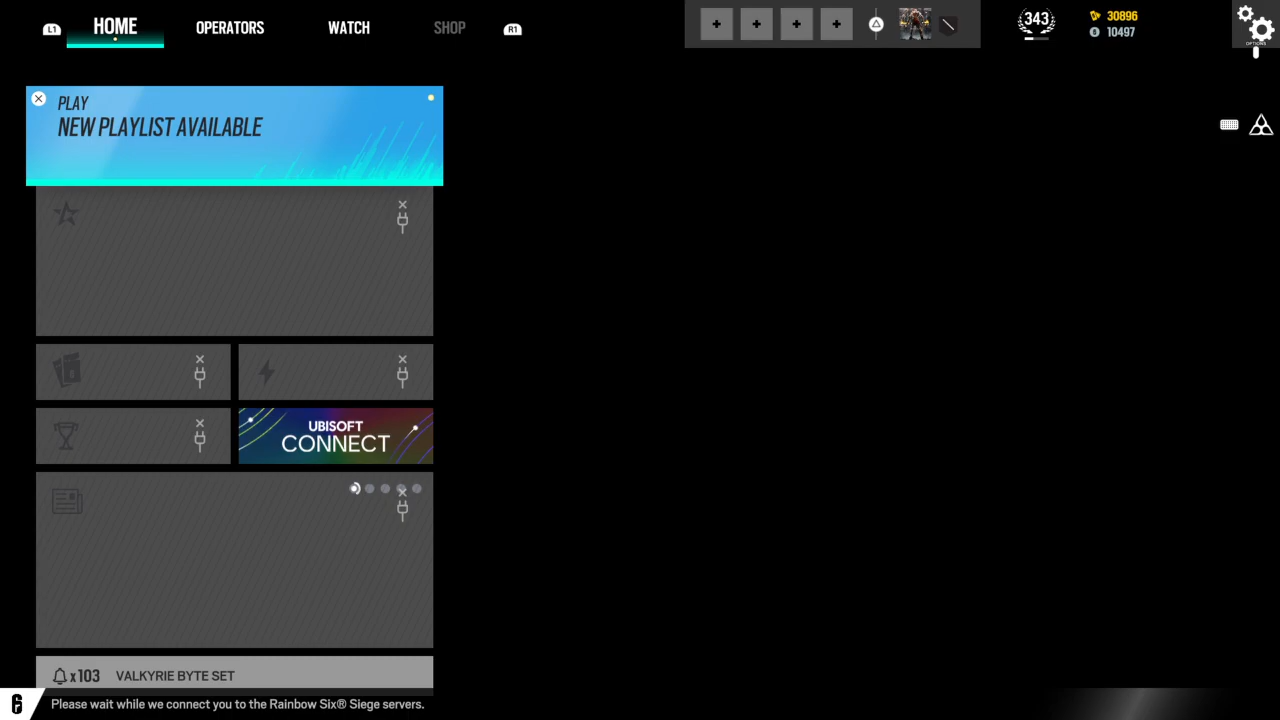 L1 HOME OPERATORS WATCH SHOP R1
343
30896
10497
OPTIONS
PLAY
NEW PLAYLIST AVAILABLE
UBISOFT
CONNECT
x103 VALKYRIE BYTE SET
Please wait while we connect you to the Rainbow Six® Siege servers.